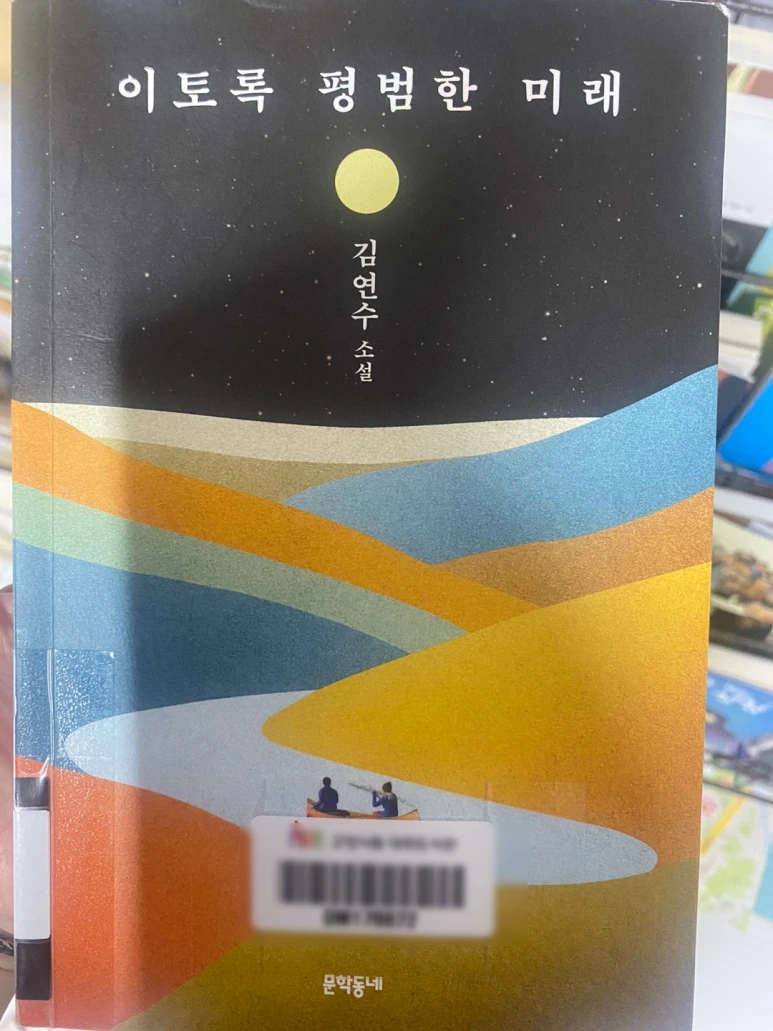 이토록 평범한 미래
김연수 소설
문학동네